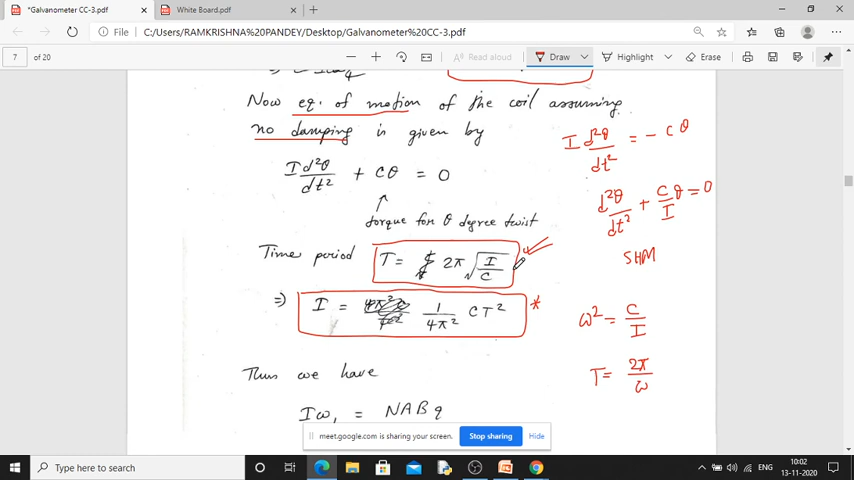 *Galvanometer CC-3.pdf
White Board.pdf
C:/Users/RAMKRISHNA%20PANDEY/Desktop/Galvanometer%20CC-3.pdf
7 of 20
Read aloud
Draw
Highlight
Erase
Now eq. of motion of the coil assuming
no damping is given by
I d²θ/dt² + cθ = 0
torque for θ degree twist
Time period T = 2π √(I/C)
⇒ I = 1/4π² CT² *
Thus we have
Iω₁ = NABq
I d²θ/dt² = - cθ
d²θ/dt² + C/I θ = 0
SHM
ω² = C/I
T = 2π/ω
meet.google.com is sharing your screen.
Stop sharing
Hide
Type here to search
ENG
10:02
13-11-2020